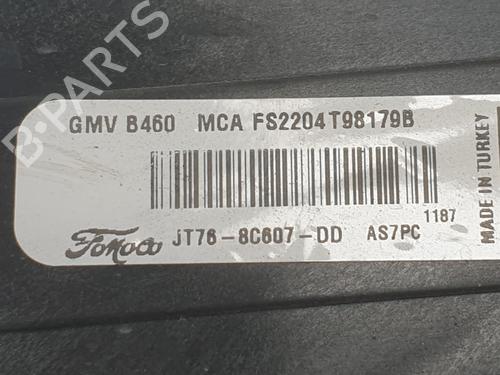 GMV B460 MCA FS2204T98179B
1187
FoMoCo JT76-8C607-DD AS7PC
MADE IN TURKEY
B-PARTS